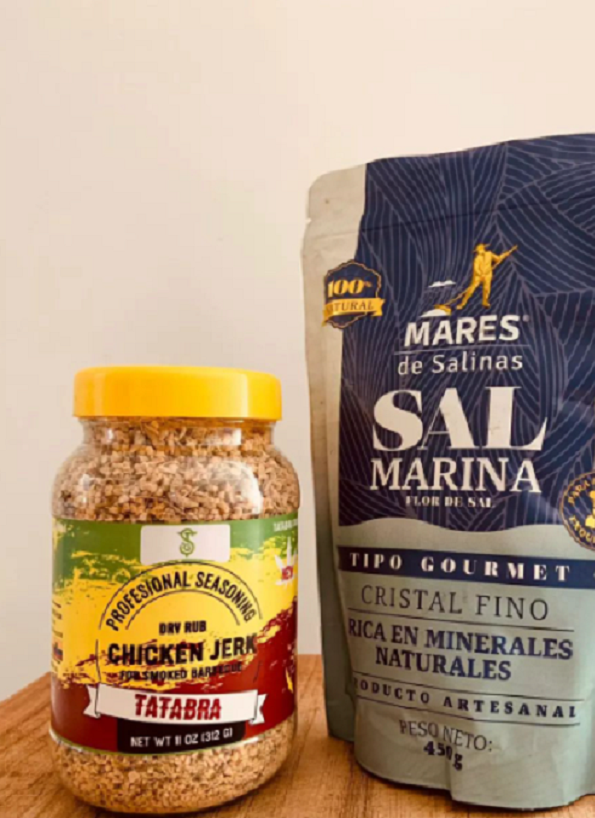 PROFESIONAL SEASONING
DRY RUB
CHICKEN JERK
FOR SMOKED BARBECUE
TATABRA
NET WT 11 OZ (312 G)
100%
NATURAL
MARES®
de Salinas
SAL
MARINA
FLOR DE SAL
TIPO GOURMET
CRISTAL FINO
RICA EN MINERALES
NATURALES
PRODUCTO ARTESANAL
PESO NETO:
450g